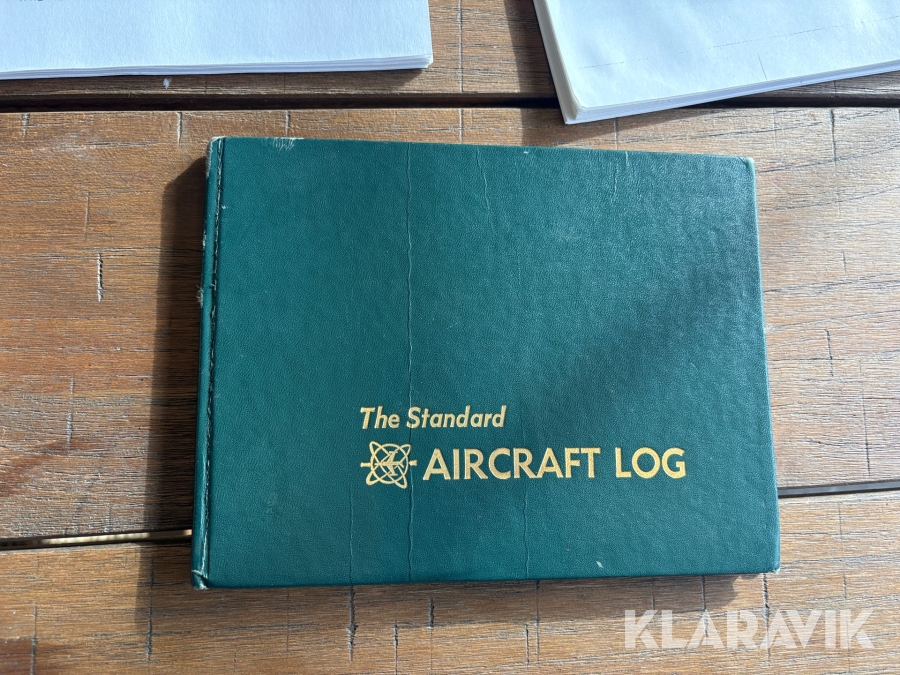 The Standard
AIRCRAFT LOG
KLARAVIK